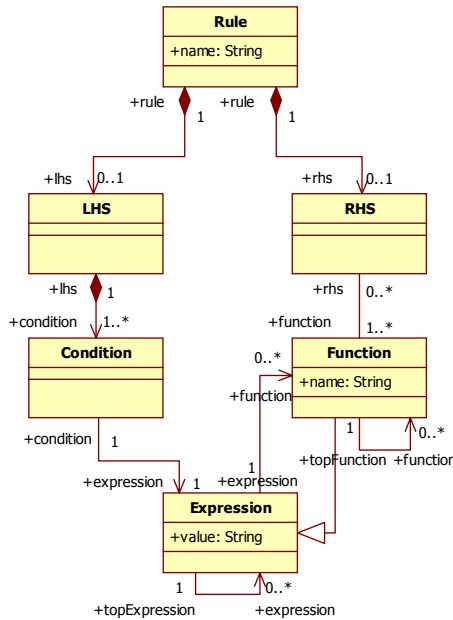 Rule
+name: String
+rule
1
+rule
1
+lhs
0..1
+rhs
0..1
LHS
RHS
+lhs
1
+rhs
0..*
+condition
1..*
+function
1..*
Condition
Function
+name: String
0..*
+function
+condition
1
1
+topFunction
0..*
+function
+expression
1
1
+expression
Expression
+value: String
1
0..*
+topExpression
+expression